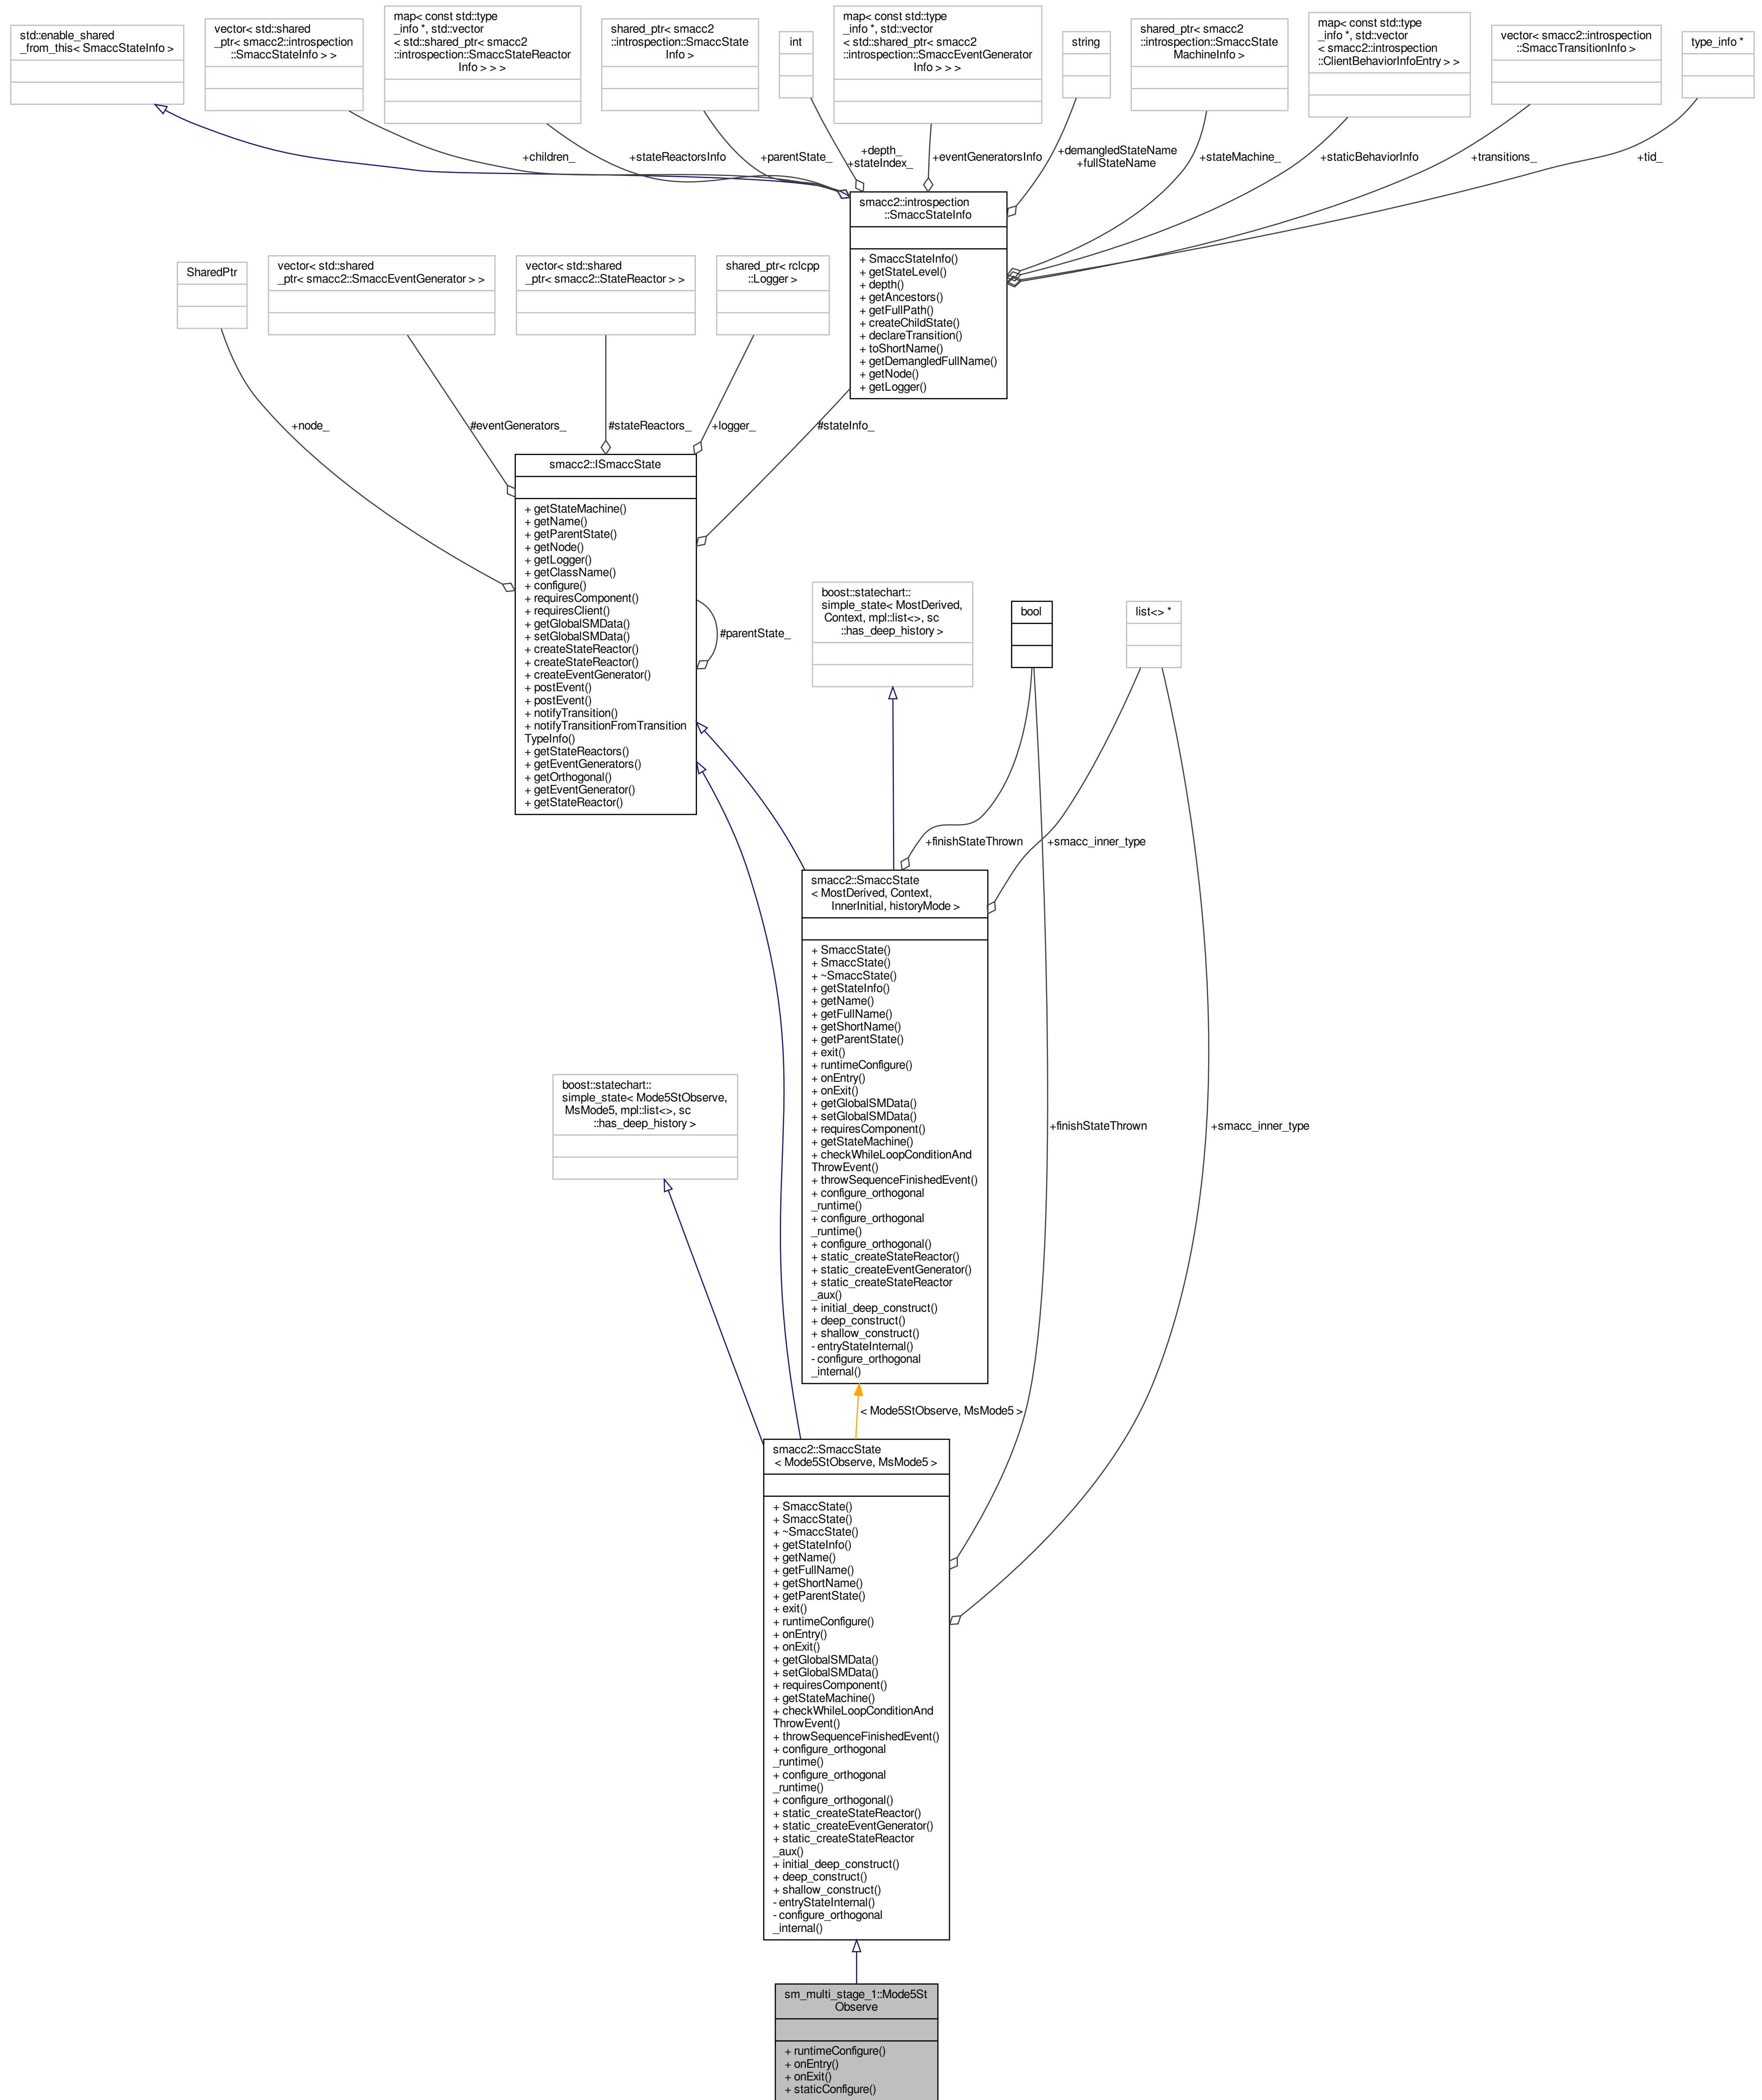 std::enable_shared
_from_this< SmaccStateInfo >
vector< std::shared
_ptr< smacc2::introspection
::SmaccStateInfo > >
map< const std::type
_info *, std::vector
< std::shared_ptr< smacc2
::introspection::SmaccStateReactor
Info > > >
shared_ptr< smacc2
::introspection::SmaccState
Info >
int
map< const std::type
_info *, std::vector
< std::shared_ptr< smacc2
::introspection::SmaccEventGenerator
Info > > >
string
shared_ptr< smacc2
::introspection::SmaccState
MachineInfo >
map< const std::type
_info *, std::vector
< smacc2::introspection
::ClientBehaviorInfoEntry > >
vector< smacc2::introspection
::SmaccTransitionInfo >
type_info *
+children_
+stateReactorsInfo
+parentState_
+depth_
+stateIndex_
+eventGeneratorsInfo
+demangledStateName
+fullStateName
+stateMachine_
+staticBehaviorInfo
+transitions_
+tid_
smacc2::introspection
::SmaccStateInfo
+ SmaccStateInfo()
+ getStateLevel()
+ depth()
+ getAncestors()
+ getFullPath()
+ createChildState()
+ declareTransition()
+ toShortName()
+ getDemangledFullName()
+ getNode()
+ getLogger()
SharedPtr
vector< std::shared
_ptr< smacc2::SmaccEventGenerator > >
vector< std::shared
_ptr< smacc2::StateReactor > >
shared_ptr< rclcpp
::Logger >
+node_
#eventGenerators_
#stateReactors_
+logger_
#stateInfo_
smacc2::ISmaccState
+ getStateMachine()
+ getName()
+ getParentState()
+ getNode()
+ getLogger()
+ getClassName()
+ configure()
+ requiresComponent()
+ requiresClient()
+ getGlobalSMData()
+ setGlobalSMData()
+ createStateReactor()
+ createStateReactor()
+ createEventGenerator()
+ postEvent()
+ postEvent()
+ notifyTransition()
+ notifyTransitionFromTransition
TypeInfo()
+ getStateReactors()
+ getEventGenerators()
+ getOrthogonal()
+ getEventGenerator()
+ getStateReactor()
#parentState_
boost::statechart::
simple_state< MostDerived,
Context, mpl::list<>, sc
::has_deep_history >
bool
list<> *
+finishStateThrown
+smacc_inner_type
smacc2::SmaccState
< MostDerived, Context,
InnerInitial, historyMode >
+ SmaccState()
+ SmaccState()
+ ~SmaccState()
+ getStateInfo()
+ getName()
+ getFullName()
+ getShortName()
+ getParentState()
+ exit()
+ runtimeConfigure()
+ onEntry()
+ onExit()
+ getGlobalSMData()
+ setGlobalSMData()
+ requiresComponent()
+ getStateMachine()
+ checkWhileLoopConditionAnd
ThrowEvent()
+ throwSequenceFinishedEvent()
+ configure_orthogonal
_runtime()
+ configure_orthogonal
_runtime()
+ configure_orthogonal()
+ static_createStateReactor()
+ static_createEventGenerator()
+ static_createStateReactor
_aux()
+ initial_deep_construct()
+ deep_construct()
+ shallow_construct()
- entryStateInternal()
- configure_orthogonal
_internal()
boost::statechart::
simple_state< Mode5StObserve,
MsMode5, mpl::list<>, sc
::has_deep_history >
+finishStateThrown
+smacc_inner_type
< Mode5StObserve, MsMode5 >
smacc2::SmaccState
< Mode5StObserve, MsMode5 >
+ SmaccState()
+ SmaccState()
+ ~SmaccState()
+ getStateInfo()
+ getName()
+ getFullName()
+ getShortName()
+ getParentState()
+ exit()
+ runtimeConfigure()
+ onEntry()
+ onExit()
+ getGlobalSMData()
+ setGlobalSMData()
+ requiresComponent()
+ getStateMachine()
+ checkWhileLoopConditionAnd
ThrowEvent()
+ throwSequenceFinishedEvent()
+ configure_orthogonal
_runtime()
+ configure_orthogonal
_runtime()
+ configure_orthogonal()
+ static_createStateReactor()
+ static_createEventGenerator()
+ static_createStateReactor
_aux()
+ initial_deep_construct()
+ deep_construct()
+ shallow_construct()
- entryStateInternal()
- configure_orthogonal
_internal()
sm_multi_stage_1::Mode5St
Observe
+ runtimeConfigure()
+ onEntry()
+ onExit()
+ staticConfigure()